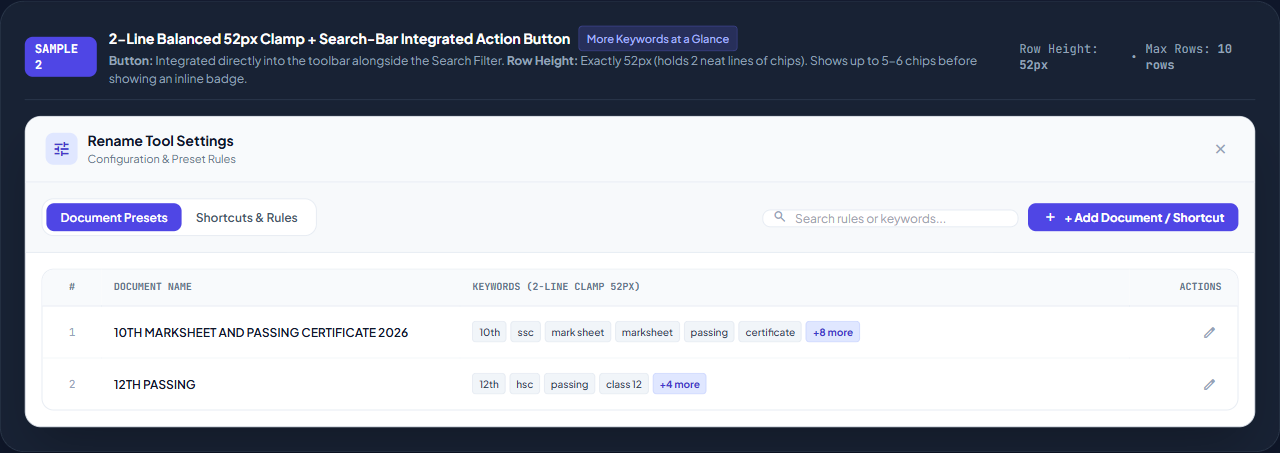 SAMPLE
2
2-Line Balanced 52px Clamp + Search-Bar Integrated Action Button More Keywords at a Glance
Button: Integrated directly into the toolbar alongside the Search Filter. Row Height: Exactly 52px (holds 2 neat lines of chips). Shows up to 5–6 chips before
showing an inline badge.
Row Height:
52px
•
Max Rows: 10
rows
Rename Tool Settings
Configuration & Preset Rules
Document Presets Shortcuts & Rules
Search rules or keywords...
+ + Add Document / Shortcut
# DOCUMENT NAME KEYWORDS (2-LINE CLAMP 52PX) ACTIONS
1 10TH MARKSHEET AND PASSING CERTIFICATE 2026 10th ssc mark sheet marksheet passing certificate +8 more
2 12TH PASSING 12th hsc passing class 12 +4 more